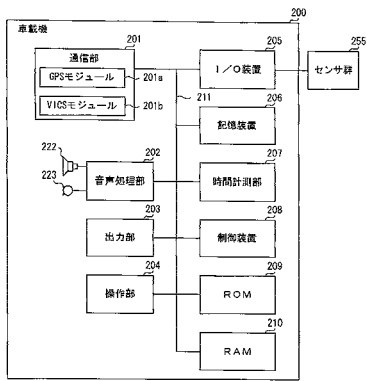 200
車載機
201
通信部
GPSモジュール
201a
VICSモジュール
201b
205
I/O装置
255
センサ群
211
206
記憶装置
222
223
202
音声処理部
207
時間計測部
203
出力部
208
制御装置
204
操作部
209
ROM
210
RAM